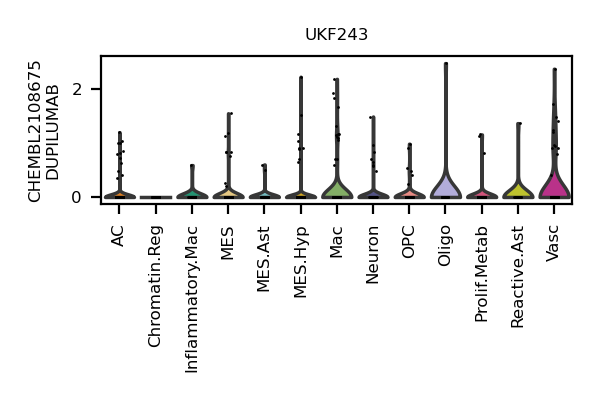 UKF243
CHEMBL2108675
DUPILUMAB
2
0
AC
Chromatin.Reg
Inflammatory.Mac
MES
MES.Ast
MES.Hyp
Mac
Neuron
OPC
Oligo
Prolif.Metab
Reactive.Ast
Vasc